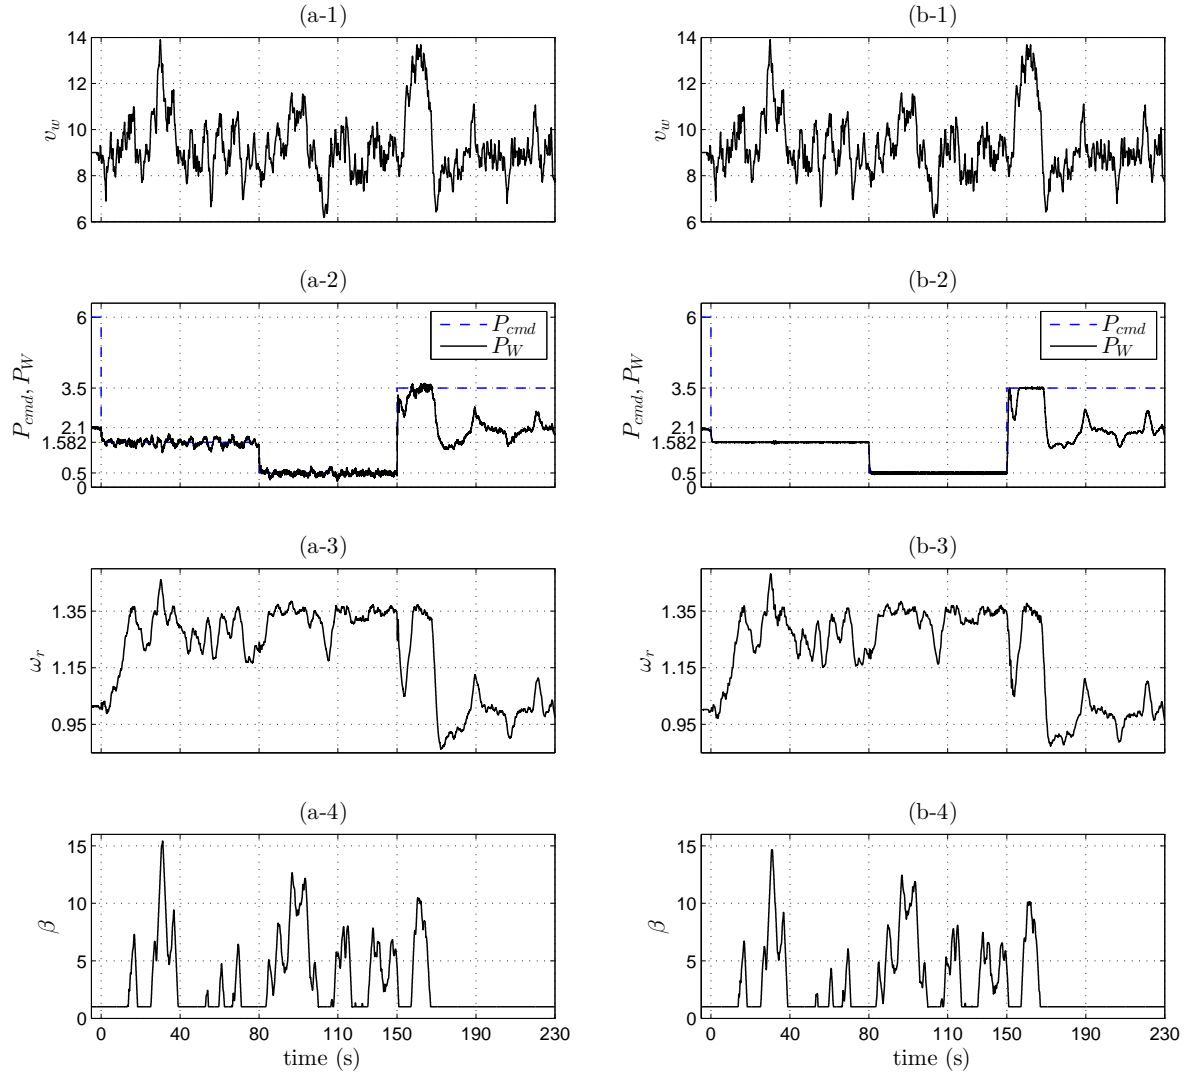 (a-1)
14
12
10
8
6
v_w
(b-1)
14
12
10
8
6
v_w
(a-2)
6
3.5
2.1
1.582
0.5
0
P_cmd, P_W
P_cmd
P_W
(b-2)
6
3.5
2.1
1.582
0.5
0
P_cmd, P_W
P_cmd
P_W
(a-3)
1.35
1.15
0.95
ω_r
(b-3)
1.35
1.15
0.95
ω_r
(a-4)
15
10
5
0
β
0 40 80 110 150 190 230
time (s)
(b-4)
15
10
5
0
β
0 40 80 110 150 190 230
time (s)